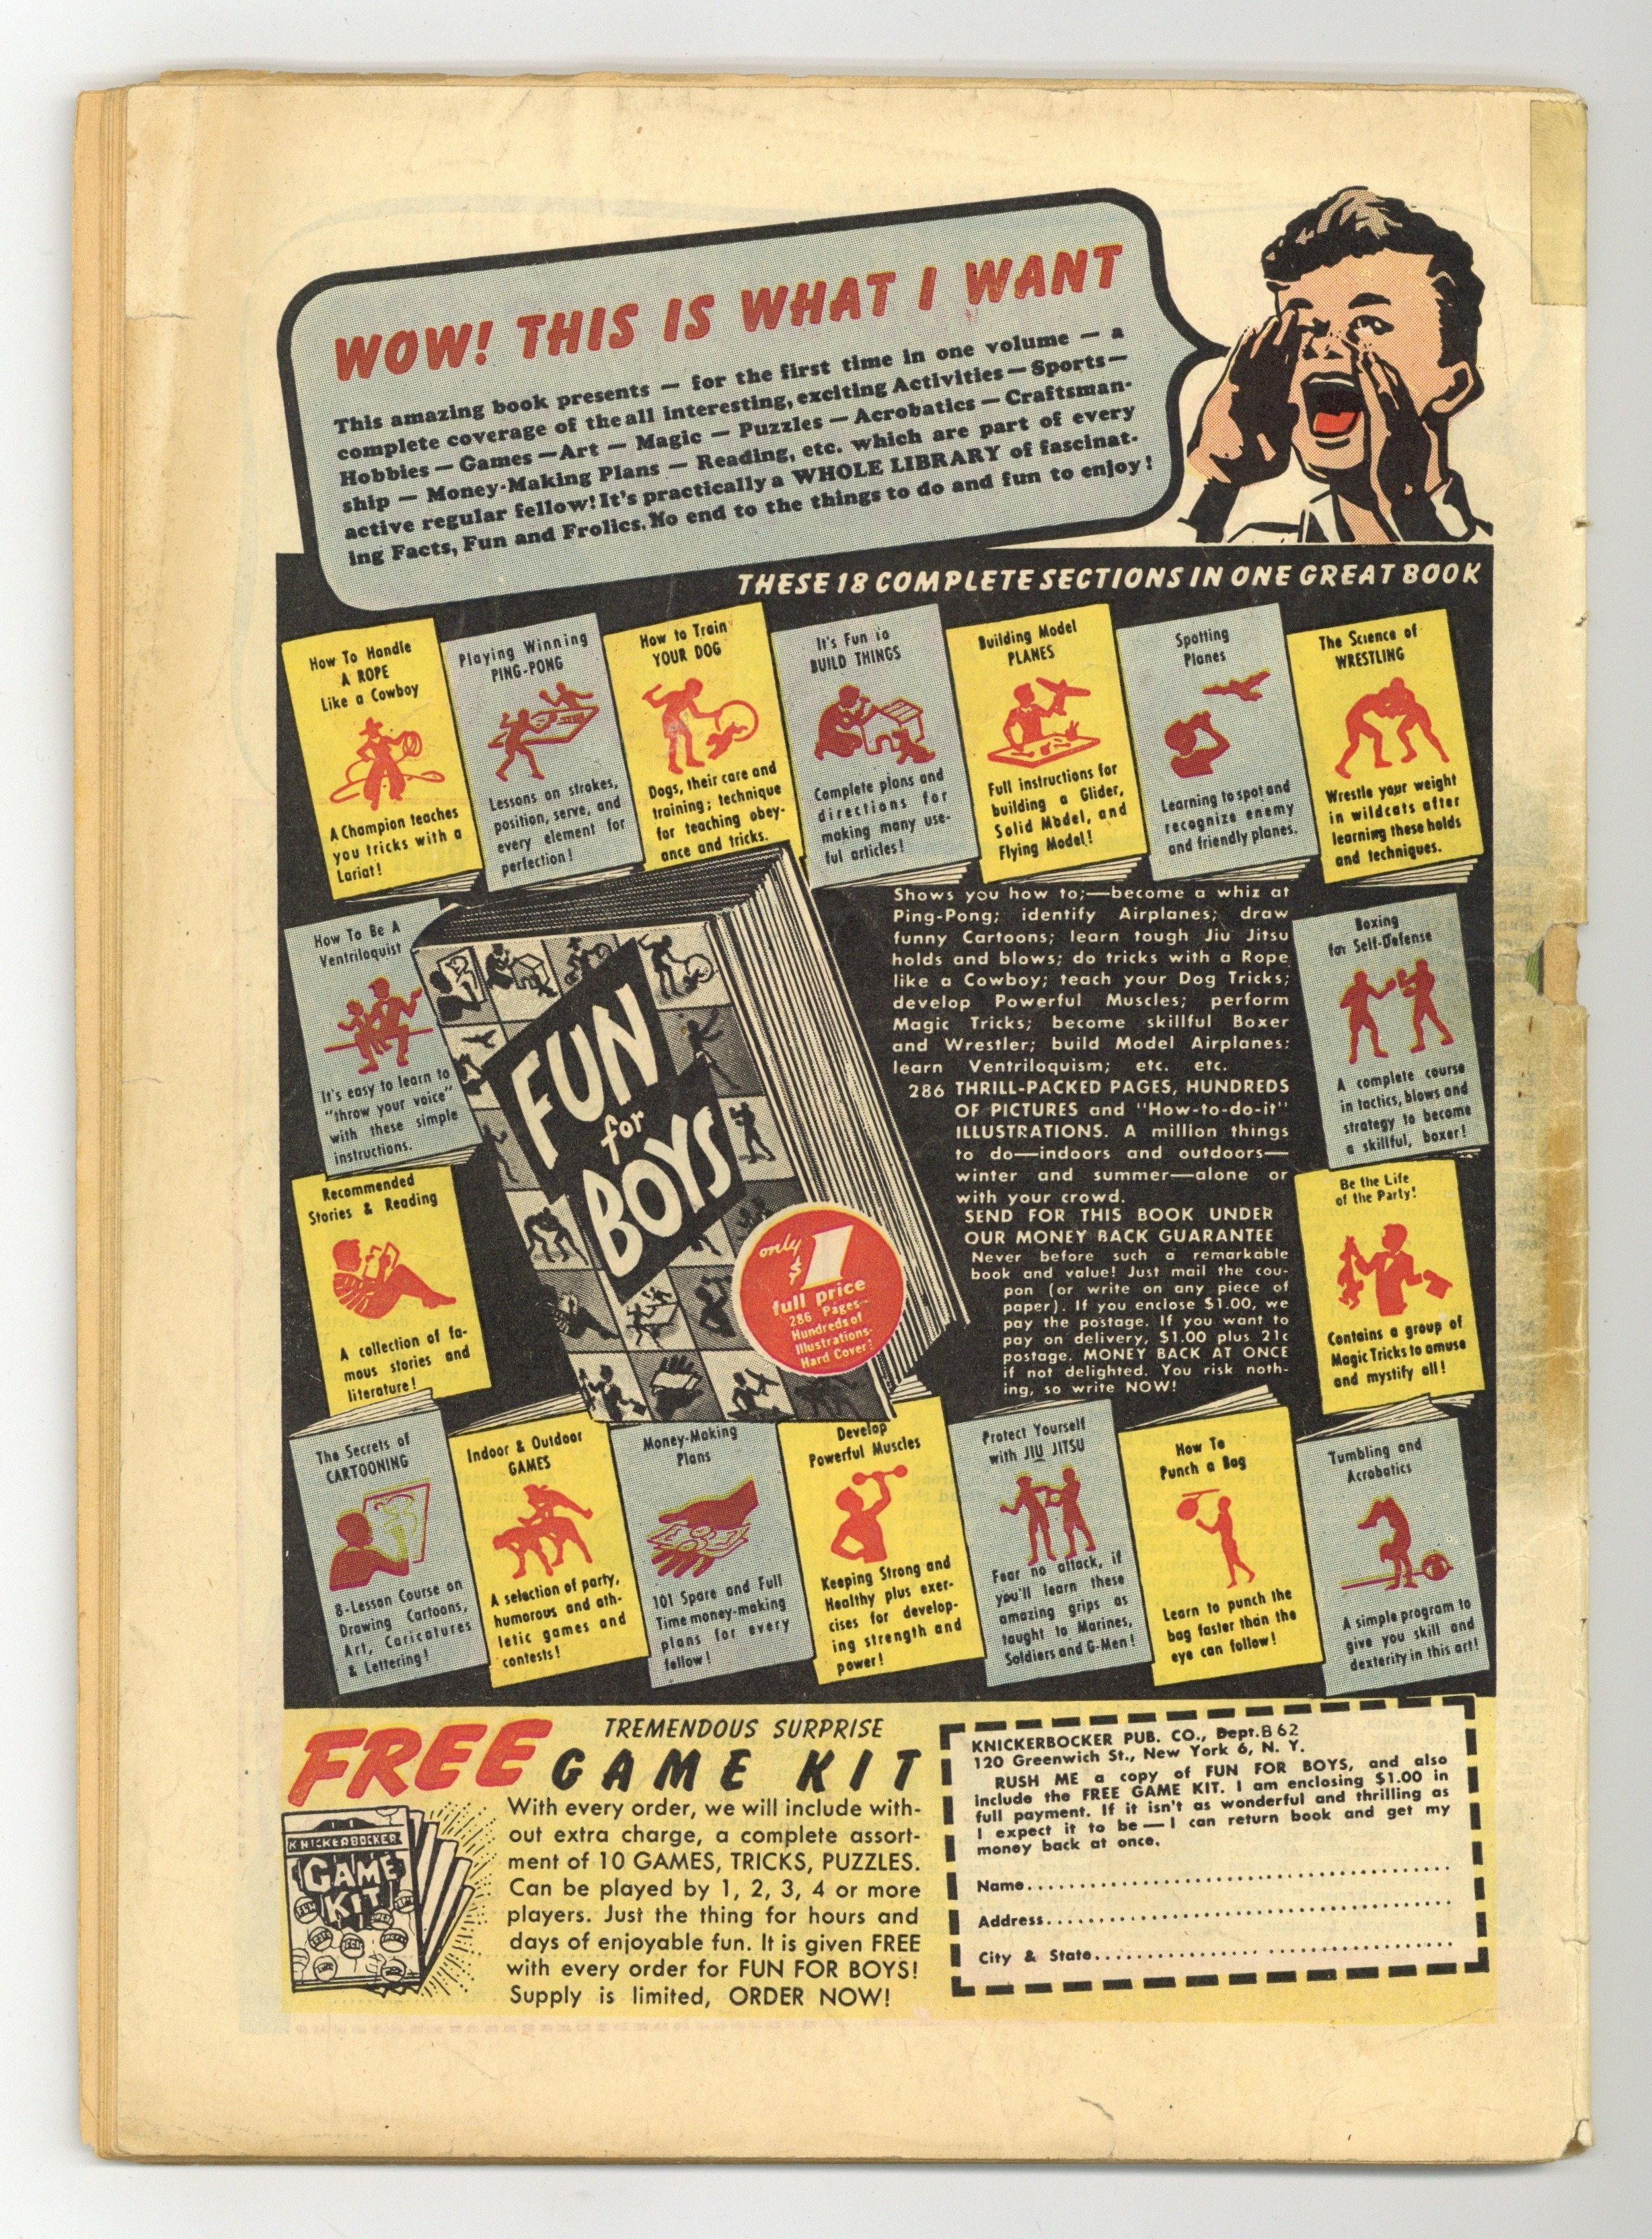 WOW! THIS IS WHAT I WANT
This amazing book presents — for the first time in one volume — a
complete coverage of the all interesting, exciting Activities — Sports —
Hobbies — Games — Art — Magic — Puzzles — Acrobatics — Craftsman-
ship — Money-Making Plans — Reading, etc. which are part of every
active regular fellow! It's practically a WHOLE LIBRARY of fascinat-
ing Facts, Fun and Frolics. No end to the things to do and fun to enjoy!
THESE 18 COMPLETE SECTIONS IN ONE GREAT BOOK
How To Handle
A ROPE
Like a Cowboy
A Champion teaches
you tricks with a
Lariat!
Playing Winning
PING-PONG
Lessons on strokes,
position, serve, and
every element for
perfection!
How to Train
YOUR DOG
Dogs, their care and
training; technique
for teaching obey-
ance and tricks.
It's Fun to
BUILD THINGS
Complete plans and
directions for
making many use-
ful articles!
Building Model
PLANES
Full instructions for
building a Glider,
Solid Model, and
Flying Model!
Spotting
Planes
Learning to spot and
recognize enemy
and friendly planes.
The Science of
WRESTLING
Wrestle your weight
in wildcats after
learning these holds
and techniques.
How To Be A
Ventriloquist
It's easy to learn to
"throw your voice"
with these simple
instructions.
FUN
for
BOYS
only
$1
full price
286 Pages—
Hundreds of
Illustrations-
Hard Cover!
Shows you how to;—become a whiz at
Ping-Pong; identify Airplanes; draw
funny Cartoons; learn tough Jiu Jitsu
holds and blows; do tricks with a Rope
like a Cowboy; teach your Dog Tricks;
develop Powerful Muscles; perform
Magic Tricks; become skillful Boxer
and Wrestler; build Model Airplanes;
learn Ventriloquism; etc. etc.
286 THRILL-PACKED PAGES, HUNDREDS
OF PICTURES and "How-to-do-it"
ILLUSTRATIONS. A million things
to do—indoors and outdoors—
winter and summer—alone or
with your crowd.
SEND FOR THIS BOOK UNDER
OUR MONEY BACK GUARANTEE
Never before such a remarkable
book and value! Just mail the cou-
pon (or write on any piece of
paper). If you enclose $1.00, we
pay the postage. If you want to
pay on delivery, $1.00 plus 21c
postage. MONEY BACK AT ONCE
if not delighted. You risk noth-
ing, so write NOW!
Boxing
for Self-Defense
A complete course
in tactics, blows and
strategy to become
a skillful, boxer!
Recommended
Stories & Reading
A collection of fa-
mous stories and
literature!
Be the Life
of the Party!
Contains a group of
Magic Tricks to amuse
and mystify all!
The Secrets of
CARTOONING
8-Lesson Course on
Drawing Cartoons,
Art, Caricatures
& Lettering!
Indoor & Outdoor
GAMES
A selection of party,
humorous and ath-
letic games and
contests!
Money-Making
Plans
101 Spare and Full
Time money-making
plans for every
fellow!
Develop
Powerful Muscles
Keeping Strong and
Healthy plus exer-
cises for develop-
ing strength and
power!
Protect Yourself
with JIU JITSU
Fear no attack, if
you'll learn these
amazing grips as
taught to Marines,
Soldiers and G-Men!
How To
Punch a Bag
Learn to punch the
bag faster than the
eye can follow!
Tumbling and
Acrobatics
A simple program to
give you skill and
dexterity in this art!
FREE TREMENDOUS SURPRISE
GAME KIT
KNICKERBOCKER
GAME
KIT
With every order, we will include with-
out extra charge, a complete assort-
ment of 10 GAMES, TRICKS, PUZZLES.
Can be played by 1, 2, 3, 4 or more
players. Just the thing for hours and
days of enjoyable fun. It is given FREE
with every order for FUN FOR BOYS!
Supply is limited, ORDER NOW!
KNICKERBOCKER PUB. CO., Dept. B 62
120 Greenwich St., New York 6, N. Y.
RUSH ME a copy of FUN FOR BOYS, and also
include the FREE GAME KIT. I am enclosing $1.00 in
full payment. If it isn't as wonderful and thrilling as
I expect it to be — I can return book and get my
money back at once.
Name
Address
City & State